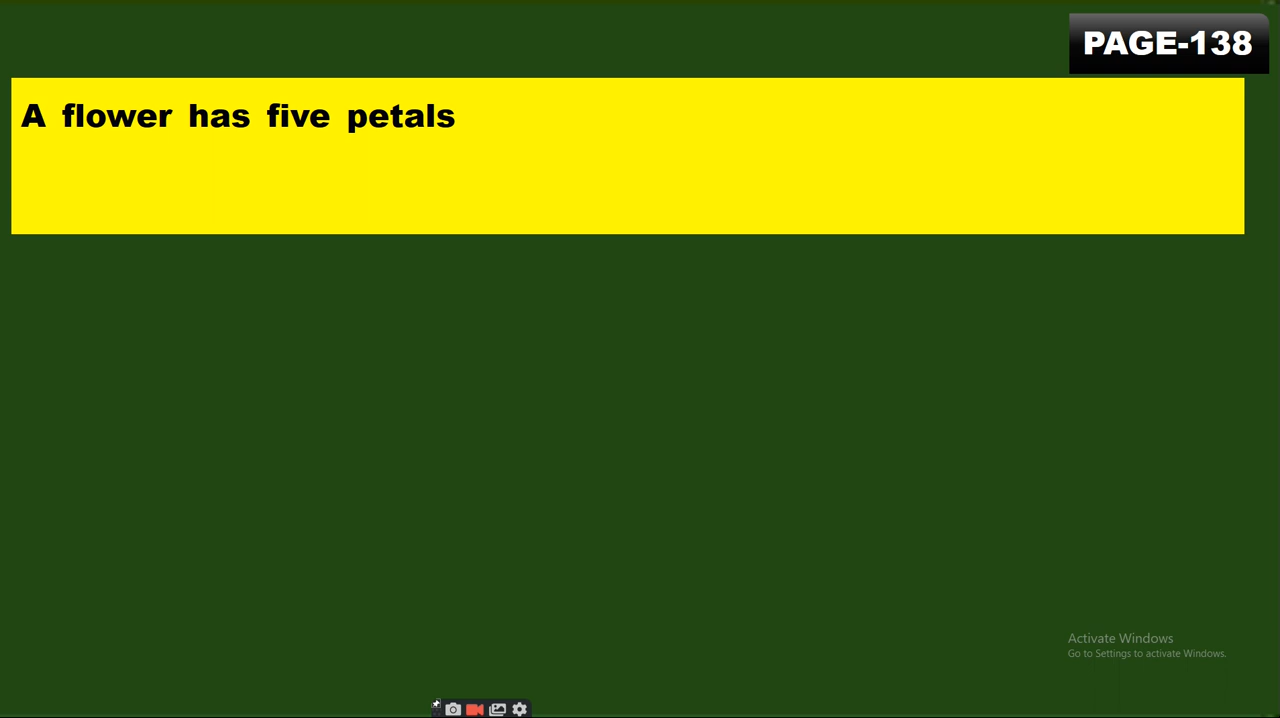 PAGE-138
A flower has five petals
Activate Windows
Go to Settings to activate Windows.